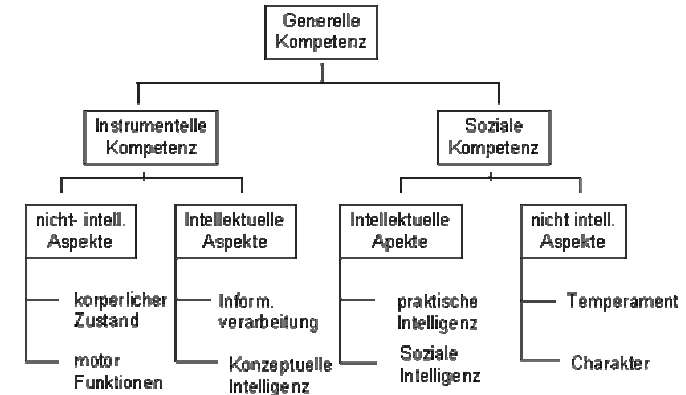 Generelle
Kompetenz
Instrumentelle
Kompetenz
Soziale
Kompetenz
nicht- intell.
Aspekte
Intellektuelle
Aspekte
Intellektuelle
Apekte
nicht intell.
Aspekte
korperlicher
Zustand
Inform.
verarbeitung
praktische
Intelligenz
Temperament
motor
Funktionen
Konzeptuelle
Intelligenz
Soziale
Intelligenz
Charakter